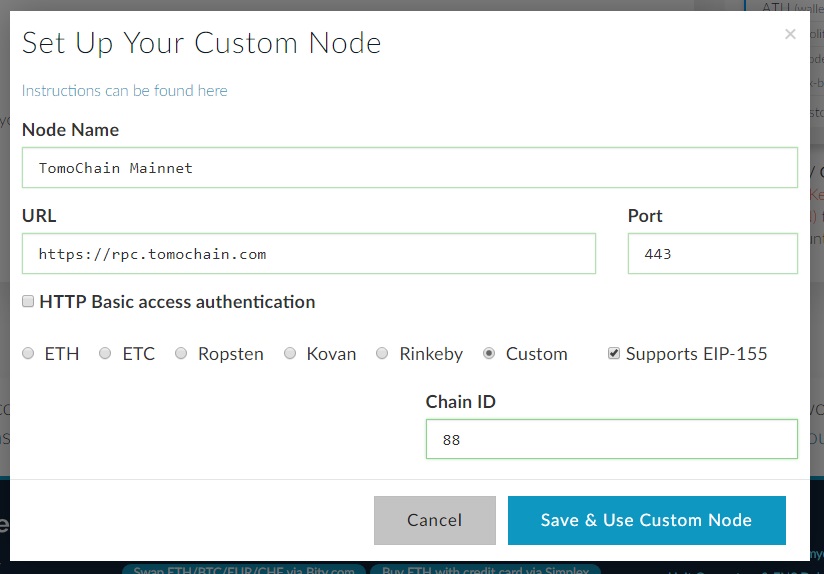 Set Up Your Custom Node
×
Instructions can be found here
Node Name
TomoChain Mainnet
URL Port
https://rpc.tomochain.com 443
HTTP Basic access authentication
ETH ETC Ropsten Kovan Rinkeby Custom Supports EIP-155
Chain ID
88
Cancel Save & Use Custom Node
Swap ETH/BTC/EUR/CHF via Bity.com Buy ETH with credit card via Simplex